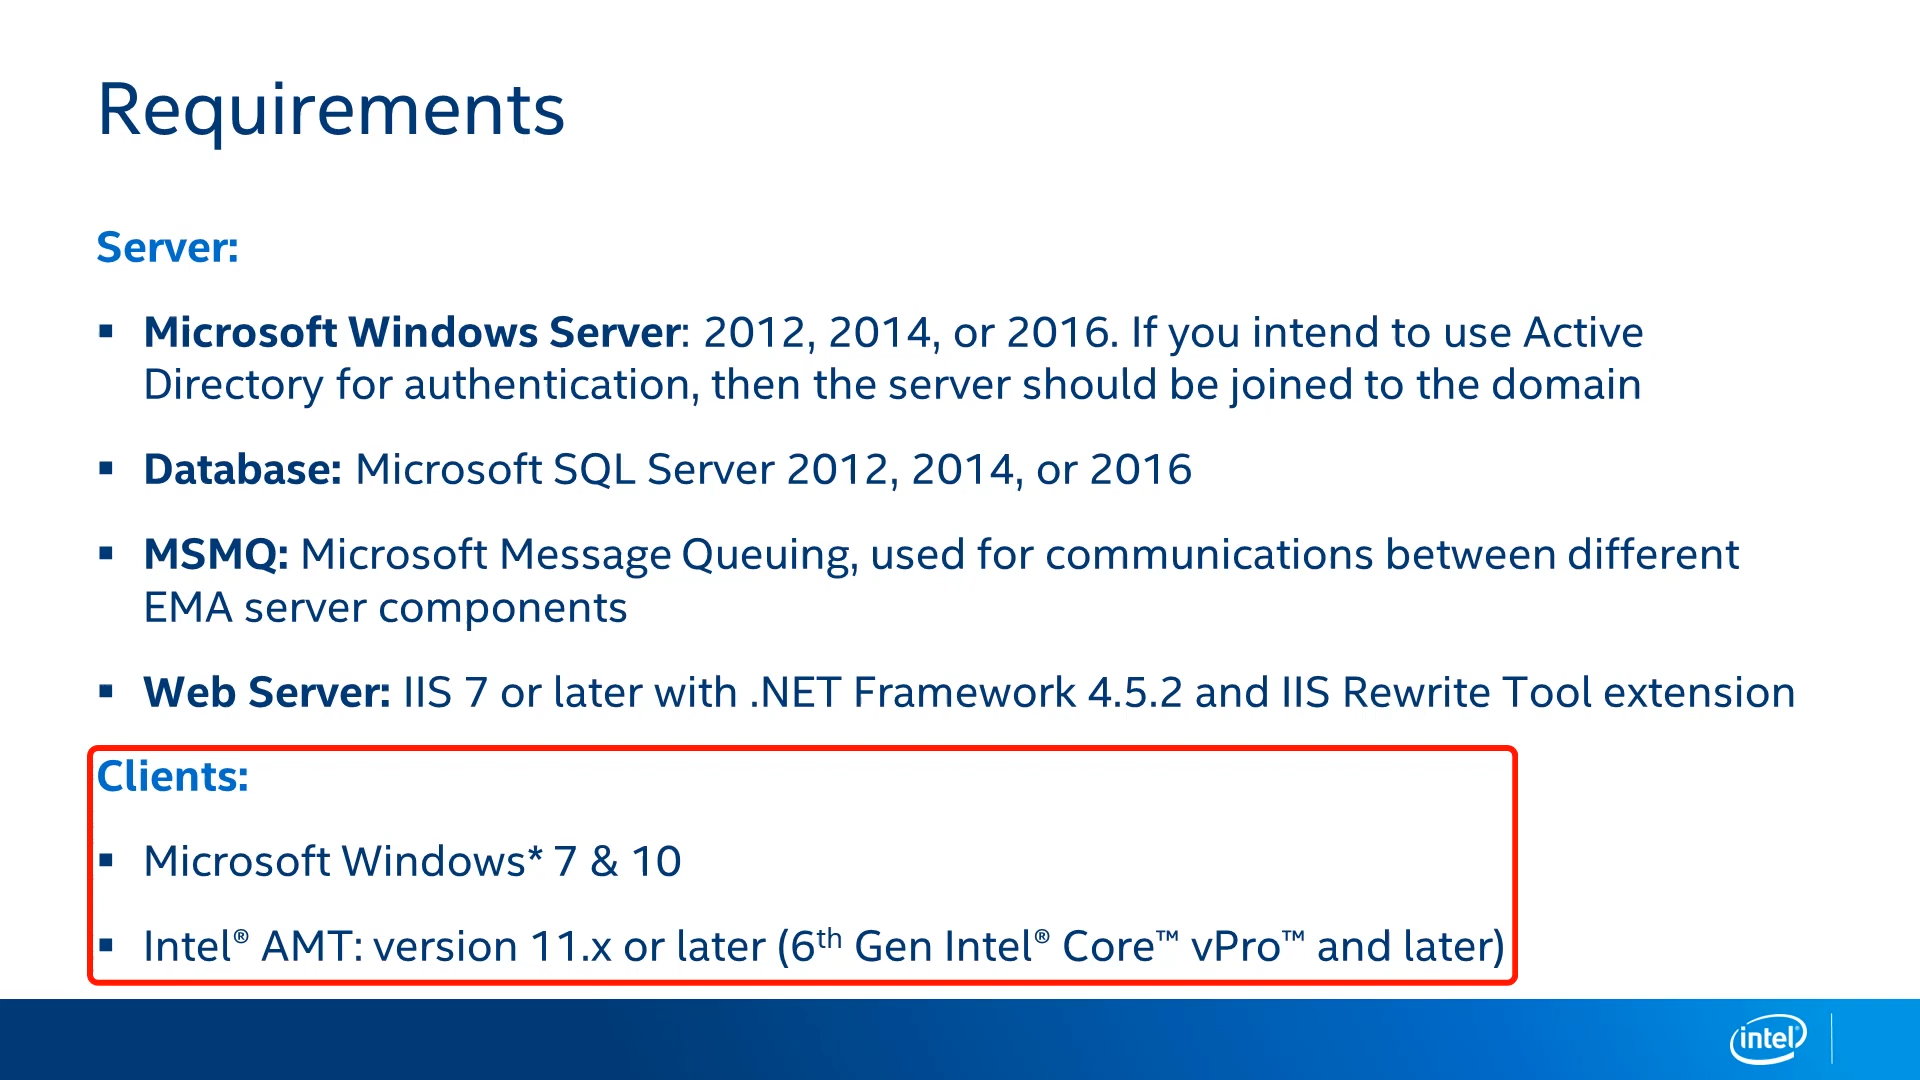 Requirements
Server:
▪ Microsoft Windows Server: 2012, 2014, or 2016. If you intend to use Active
Directory for authentication, then the server should be joined to the domain
▪ Database: Microsoft SQL Server 2012, 2014, or 2016
▪ MSMQ: Microsoft Message Queuing, used for communications between different
EMA server components
▪ Web Server: IIS 7 or later with .NET Framework 4.5.2 and IIS Rewrite Tool extension
Clients:
▪ Microsoft Windows* 7 & 10
▪ Intel® AMT: version 11.x or later (6th Gen Intel® Core™ vPro™ and later)
intel®